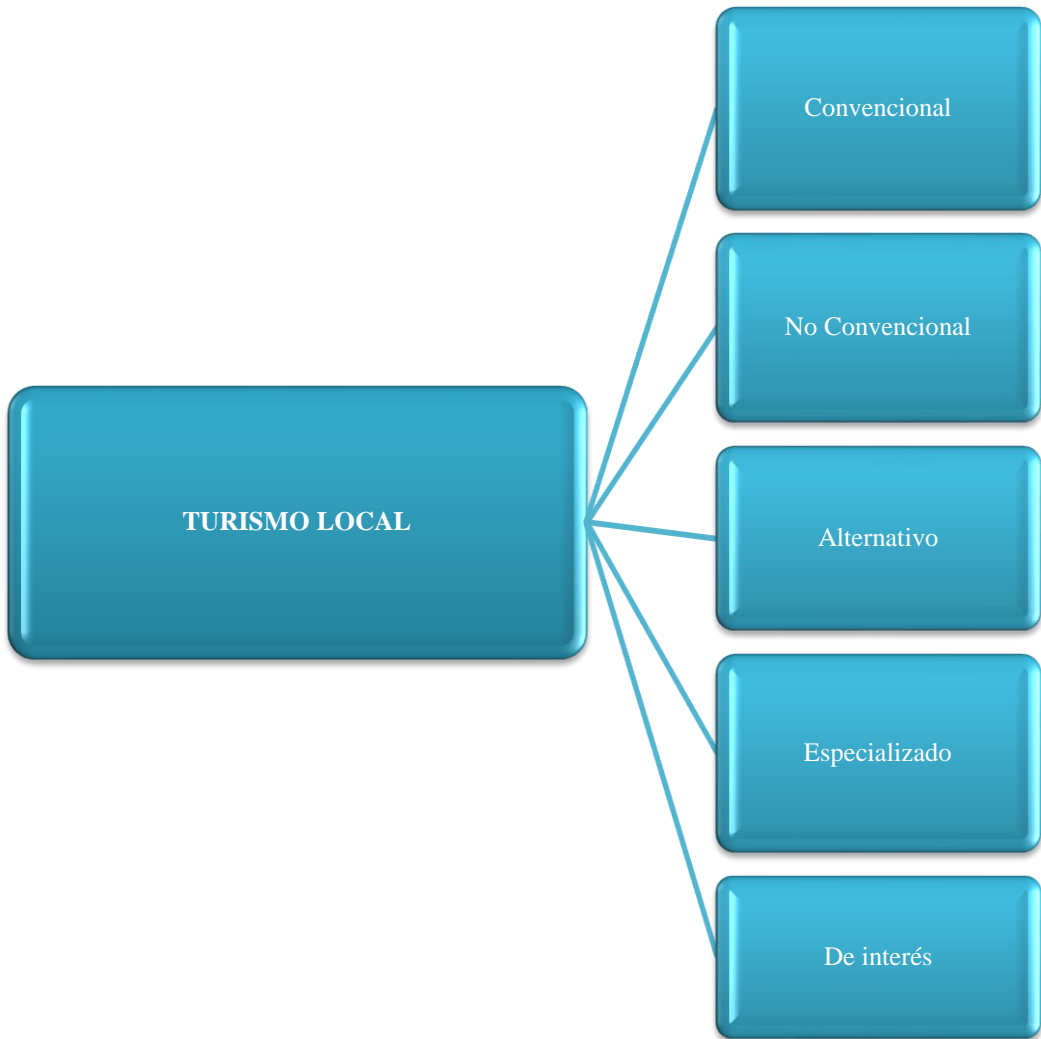 Convencional
No Convencional
TURISMO LOCAL
Alternativo
Especializado
De interés